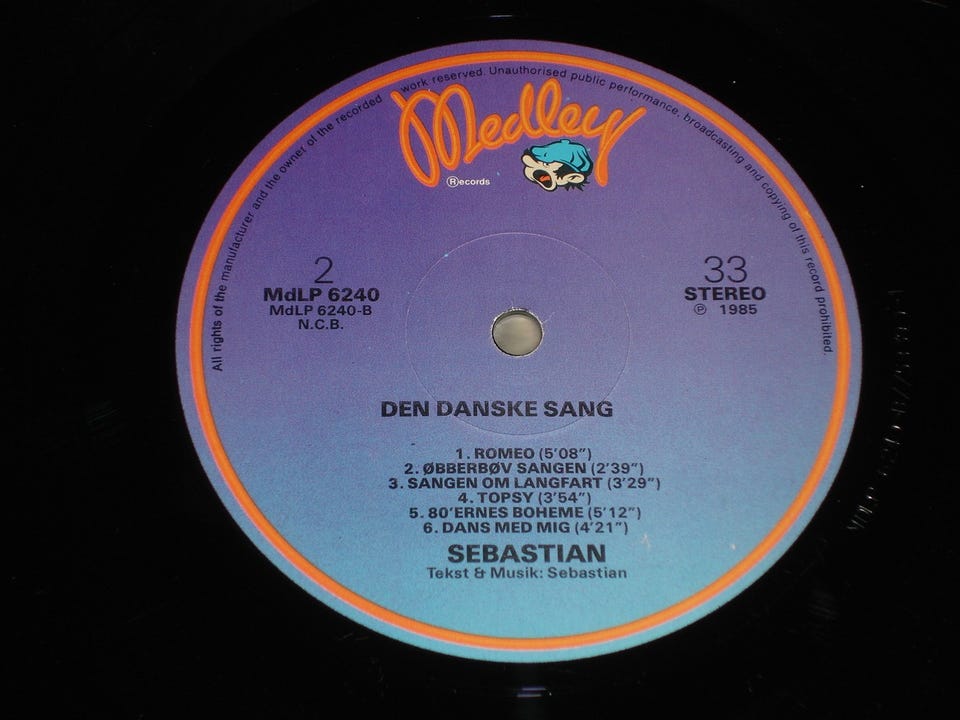 All rights of the manufacturer and the owner of the recorded work reserved. Unauthorised public performance, broadcasting and copying of this record prohibited.
Medley
®ecords
2
MdLP 6240
MdLP 6240-B
N.C.B.
33
STEREO
℗ 1985
DEN DANSKE SANG
1. ROMEO (5'08")
2. ØBBERBØV SANGEN (2'39")
3. SANGEN OM LANGFART (3'29")
4. TOPSY (3'54")
5. 80'ERNES BOHEME (5'12")
6. DANS MED MIG (4'21")
SEBASTIAN
Tekst & Musik: Sebastian